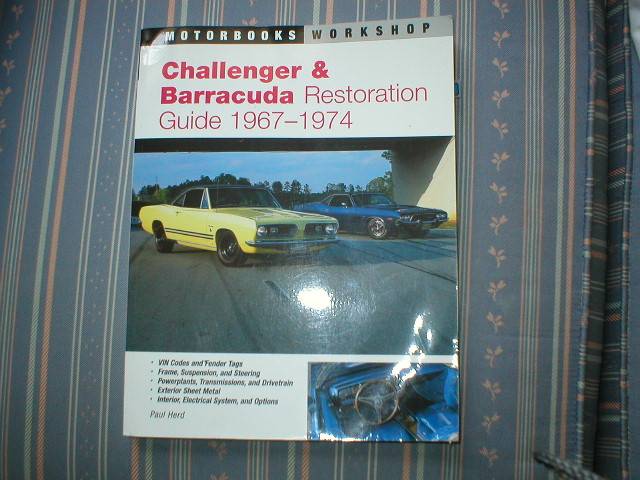 MOTORBOOKS WORKSHOP
Challenger &
Barracuda Restoration
Guide 1967–1974
• VIN Codes and Fender Tags
• Frame, Suspension, and Steering
• Powerplants, Transmissions, and Drivetrain
• Exterior Sheet Metal
• Interior, Electrical System, and Options
Paul Herd